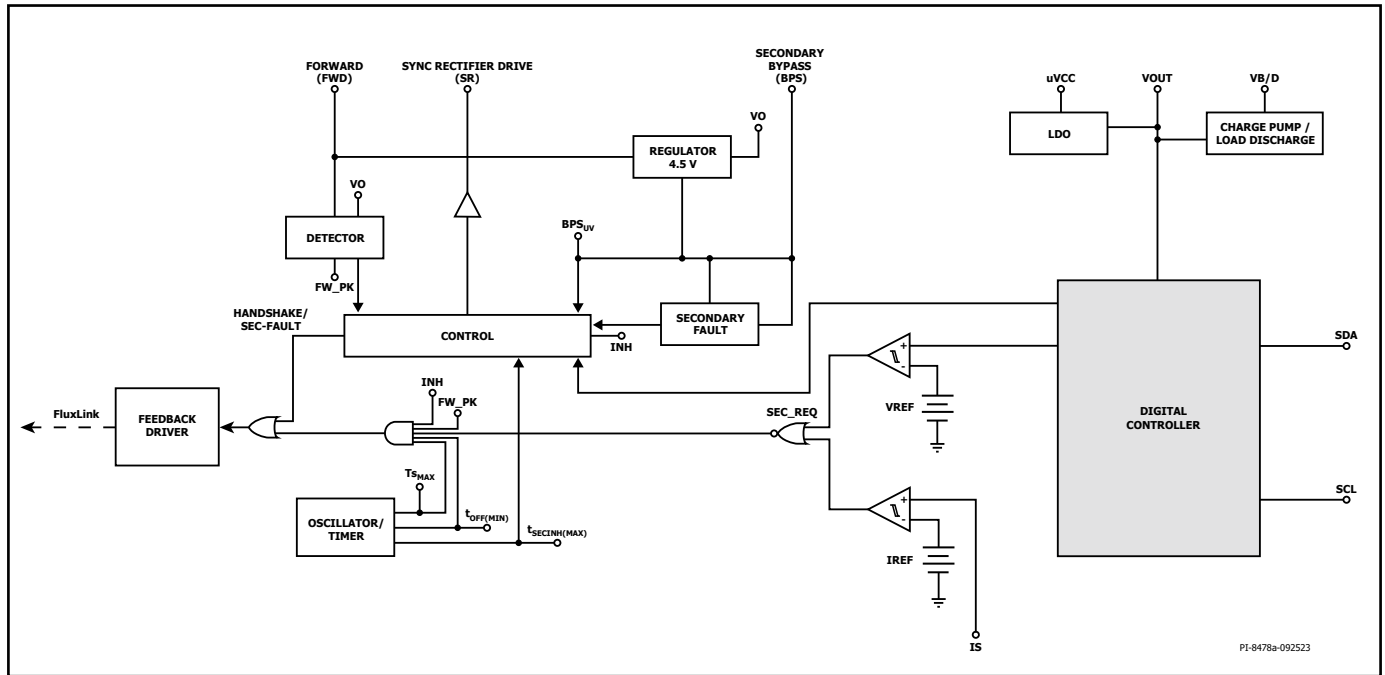 FORWARD
(FWD)
SYNC RECTIFIER DRIVE
(SR)
SECONDARY
BYPASS
(BPS)
uVCC
VOUT
VB/D
VO
LDO
CHARGE PUMP /
LOAD DISCHARGE
REGULATOR
4.5 V
VO
DETECTOR
BPSUV
FW_PK
HANDSHAKE/
SEC-FAULT
CONTROL
SECONDARY
FAULT
INH
SDA
+
-
VREF
INH
FW_PK
SEC_REQ
FluxLink
FEEDBACK
DRIVER
DIGITAL
CONTROLLER
TsMAX
OSCILLATOR/
TIMER
tOFF(MIN)
tSECINH(MAX)
+
-
IREF
SCL
IS
PI-8478a-092523